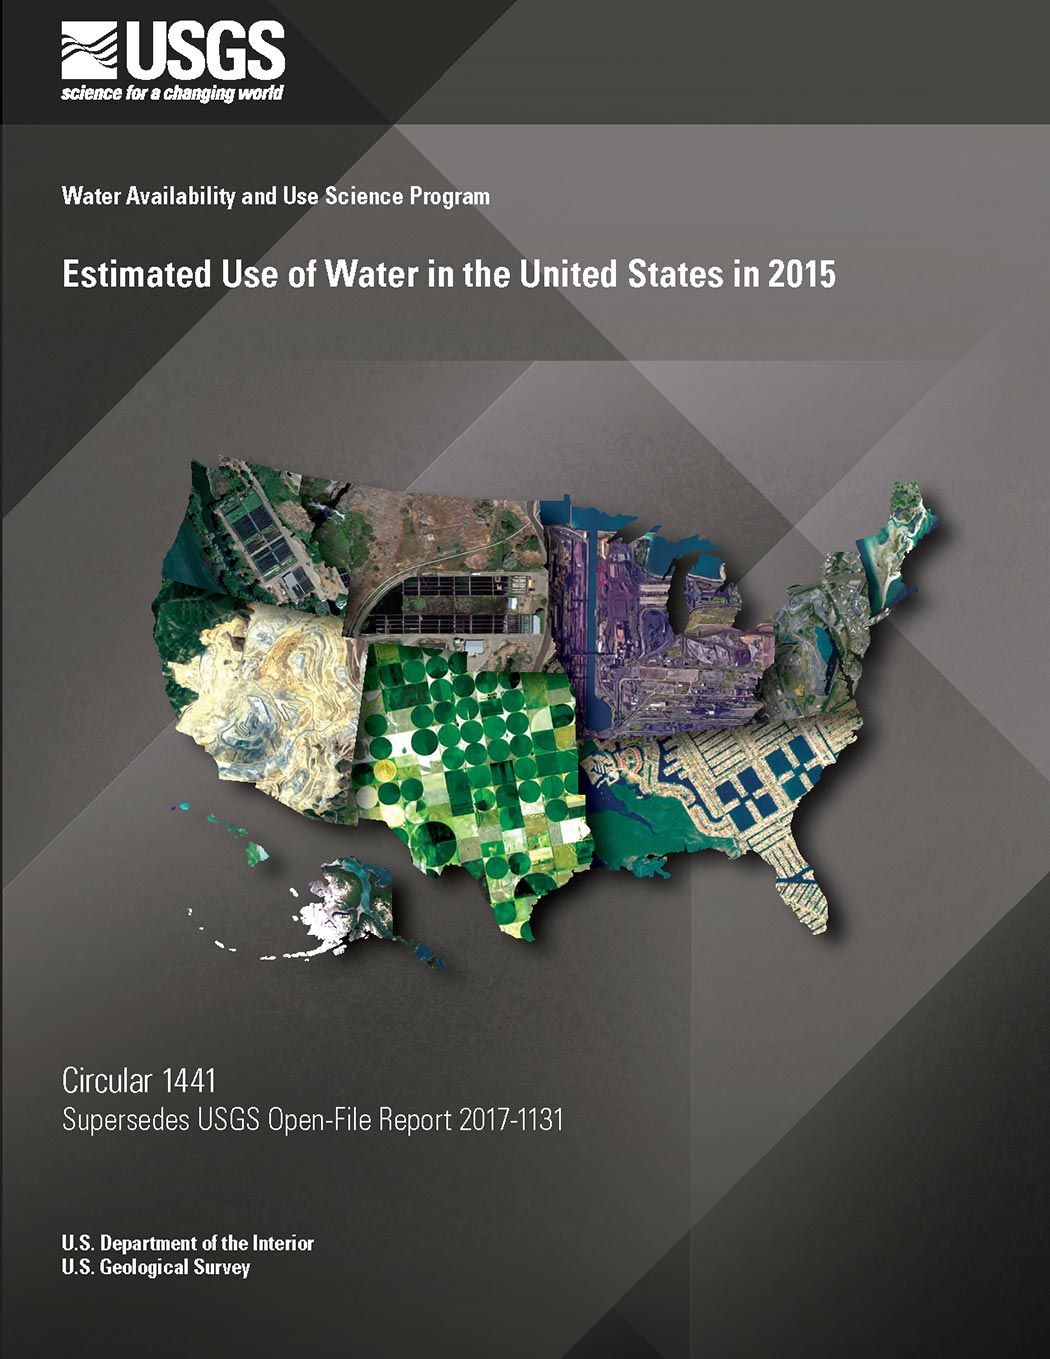 USGS
science for a changing world
Water Availability and Use Science Program
Estimated Use of Water in the United States in 2015
Circular 1441
Supersedes USGS Open-File Report 2017-1131
U.S. Department of the Interior
U.S. Geological Survey